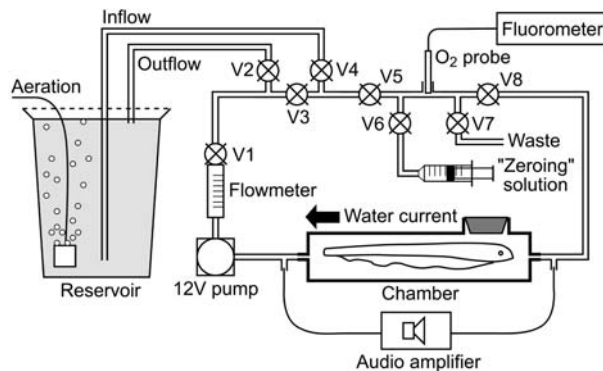 Inflow
Fluorometer
V2
V4
O₂ probe
Outflow
V5
V8
Aeration
V3
V6
V7
V1
Waste
"Zeroing"
solution
Flowmeter
Water current
Reservoir
12V pump
Chamber
Audio amplifier